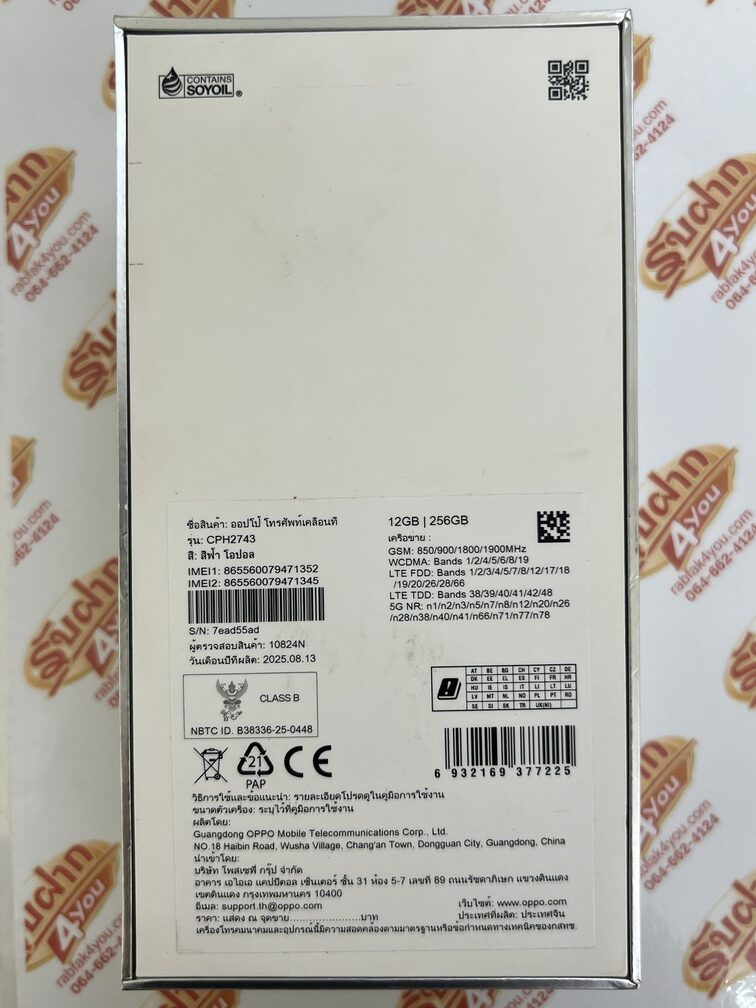 CONTAINS
SOYOIL®
ชื่อสินค้า: ออปโป้ โทรศัพท์เคลื่อนที่
รุ่น: CPH2743
สี: สีฟ้า โอปอล
IMEI1: 865560079471352
IMEI2: 865560079471345
S/N: 7ead55ad
ผู้ตรวจสอบสินค้า: 10824N
วันเดือนปีที่ผลิต: 2025.08.13
12GB | 256GB
เครือข่าย :
GSM: 850/900/1800/1900MHz
WCDMA: Bands 1/2/4/5/6/8/19
LTE FDD: Bands 1/2/3/4/5/7/8/12/17/18
/19/20/26/28/66
LTE TDD: Bands 38/39/40/41/42/48
5G NR: n1/n2/n3/n5/n7/n8/n12/n20/n26
/n28/n38/n40/n41/n66/n71/n77/n78
CLASS B
NBTC ID. B38336-25-0448
AT BE BG CH CY CZ DE
DK EE EL ES FI FR HR
HU IE IS IT LI LT LU
LV MT NL NO PL PT RO
SE SI SK TR UK(NI)
21
PAP
CE
6 932169 377225
วิธีการใช้และข้อแนะนำ: รายละเอียดโปรดดูในคู่มือการใช้งาน
ขนาดตัวเครื่อง: ระบุไว้ที่คู่มือการใช้งาน
ผลิตโดย:
Guangdong OPPO Mobile Telecommunications Corp., Ltd.
NO.18 Haibin Road, Wusha Village, Chang'an Town, Dongguan City, Guangdong, China
นำเข้าโดย:
บริษัท โพสเซฟี่ กรุ๊ป จำกัด
อาคาร เอไอเอ แคปปิตอล เซ็นเตอร์ ชั้น 31 ห้อง 5-7 เลขที่ 89 ถนนรัชดาภิเษก แขวงดินแดง
เขตดินแดง กรุงเทพมหานคร 10400
อีเมล: support.th@oppo.com
เว็บไซต์: www.oppo.com
ราคา: แสดง ณ จุดขาย......................บาท
ประเทศที่ผลิต: ประเทศจีน
เครื่องโทรคมนาคมและอุปกรณ์นี้มีความสอดคล้องตามมาตรฐานหรือข้อกำหนดทางเทคนิคของกสทช.
รับฝาก
4you
rabfak4you.com
064-662-4124